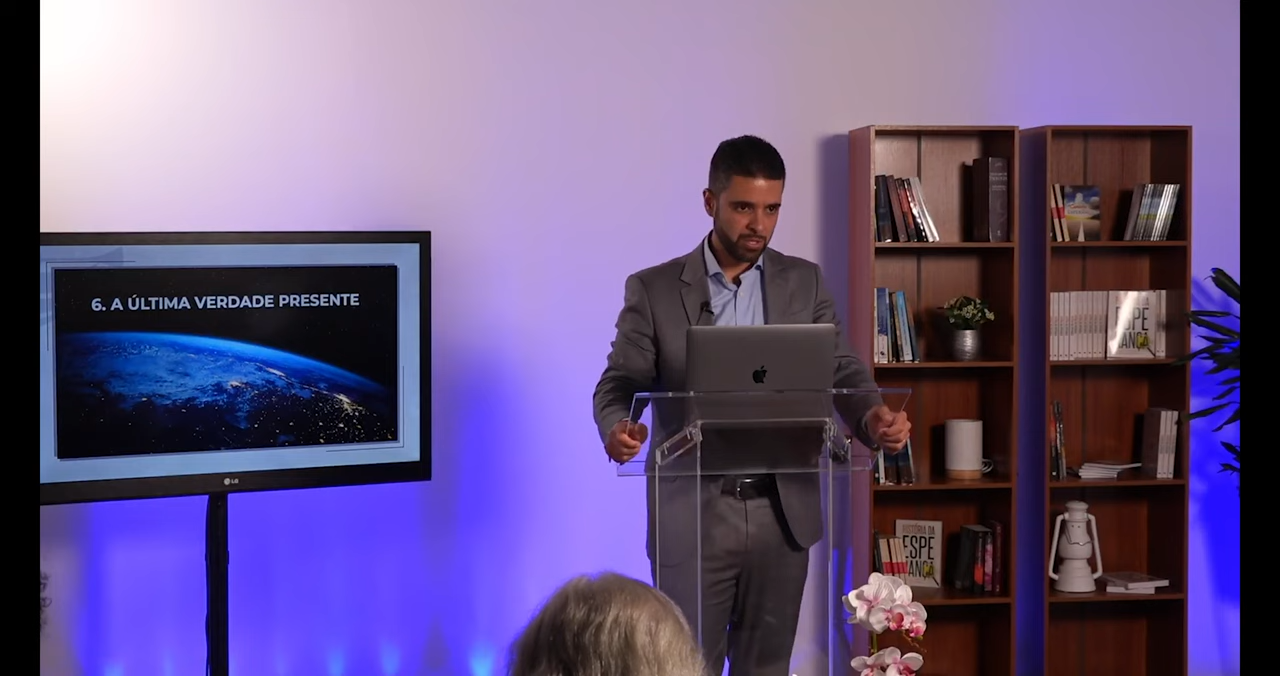 6. A ÚLTIMA VERDADE PRESENTE
LG
ESPE
ANÇA
HISTÓRIA DA
ESPE
ANÇA